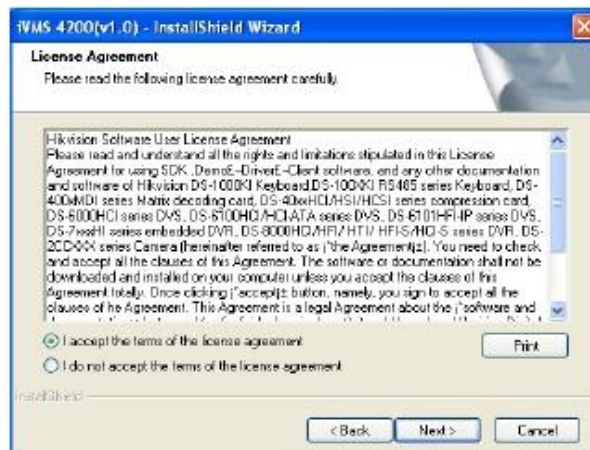 iVMS 4200(v1.0) - InstallShield Wizard
License Agreement
Please read the following license agreement carefully.
Hikvision Software User License Agreement
Please read and understand all the rights and limitations stipulated in this License
Agreement for using SDK ,Demo£¬Driver£¬Client software, and any other documentation
and software of Hikvision DS-1000KI Keyboard,DS-100XKI RS485 series Keyboard, DS-
400xMDI series Matrix decoding card, DS-40xxHCI/HSI/HCSI series compression card,
DS-6000HCI series DVS, DS-6100HCI/HCI-ATA series DVS, DS-6101HFI-IP series DVS,
DS-7xxxHI series embedded DVR, DS-8000HCI/HFI/ HTI/ HFI-S/HCI-S series DVR, DS-
2CDXXX series Camera (hereinafter referred to as ¡°the Agreement¡±). You need to check
and accept all the clauses of this Agreement. The software or documentation shall not be
downloaded and installed on your computer unless you accept the clauses of this
Agreement totally. Once clicking ¡°accept¡± button, namely, you sign to accept all the
clauses of he Agreement. This Agreement is a legal Agreement about the ¡°software and
I accept the terms of the license agreement
Print
I do not accept the terms of the license agreement
InstallShield
< Back
Next >
Cancel